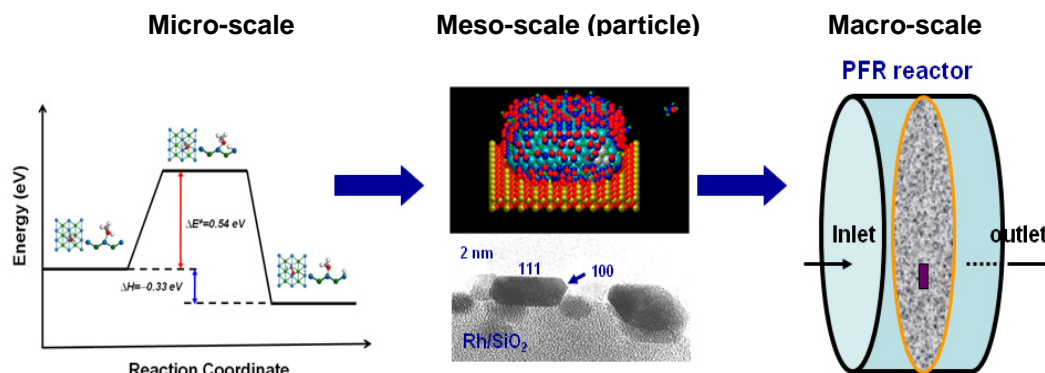 Micro-scale
Meso-scale (particle)
Macro-scale
Energy (eV)
ΔE*=0.54 eV
ΔH=−0.33 eV
Reaction Coordinate
2 nm
111
100
Rh/SiO₂
PFR reactor
Inlet
outlet